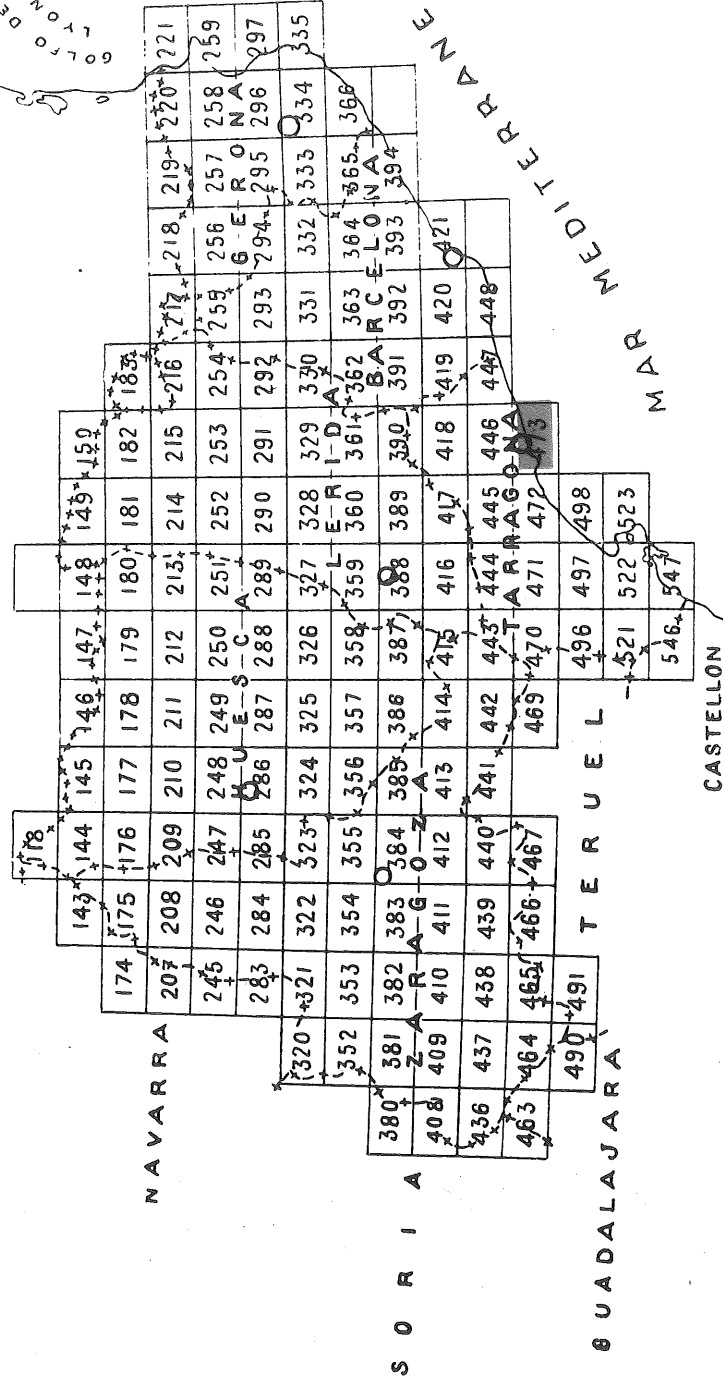 GOLFO DE
LYON
118
143 144 145 146 147 148 149 150
NAVARRA
174 175 176 177 178 179 180 181 182 183
207 208 209 210 211 212 213 214 215 216 217 218 219 220 221
245 246 247 248 249 250 251 252 253 254 255 256 257 258 259
HUESCA GERONA
283 284 285 286 287 288 289 290 291 292 293 294 295 296 297
320 321 322 323 324 325 326 327 328 329 330 331 332 333 334 335
LERIDA
352 353 354 355 356 357 358 359 360 361 362 363 364 365 366
BARCELONA
380 381 382 383 384 385 386 387 388 389 390 391 392 393 394
SORIA ZARAGOZA
408 409 410 411 412 413 414 415 416 417 418 419 420 421
436 437 438 439 440 441 442 443 444 445 446 447 448
TARRAGONA
463 464 465 466 467 469 470 471 472 473
MAR MEDITERRANE
490 491 496 497 498
TERUEL
GUADALAJARA
521 522 523
546 547
CASTELLON